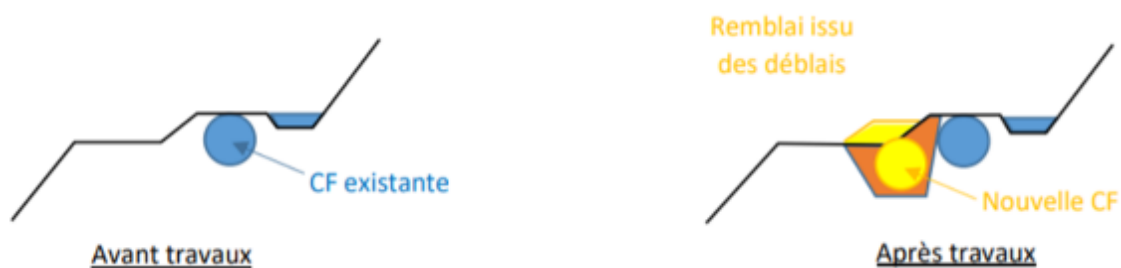 CF existante
Avant travaux
Remblai issu
des déblais
Nouvelle CF
Après travaux